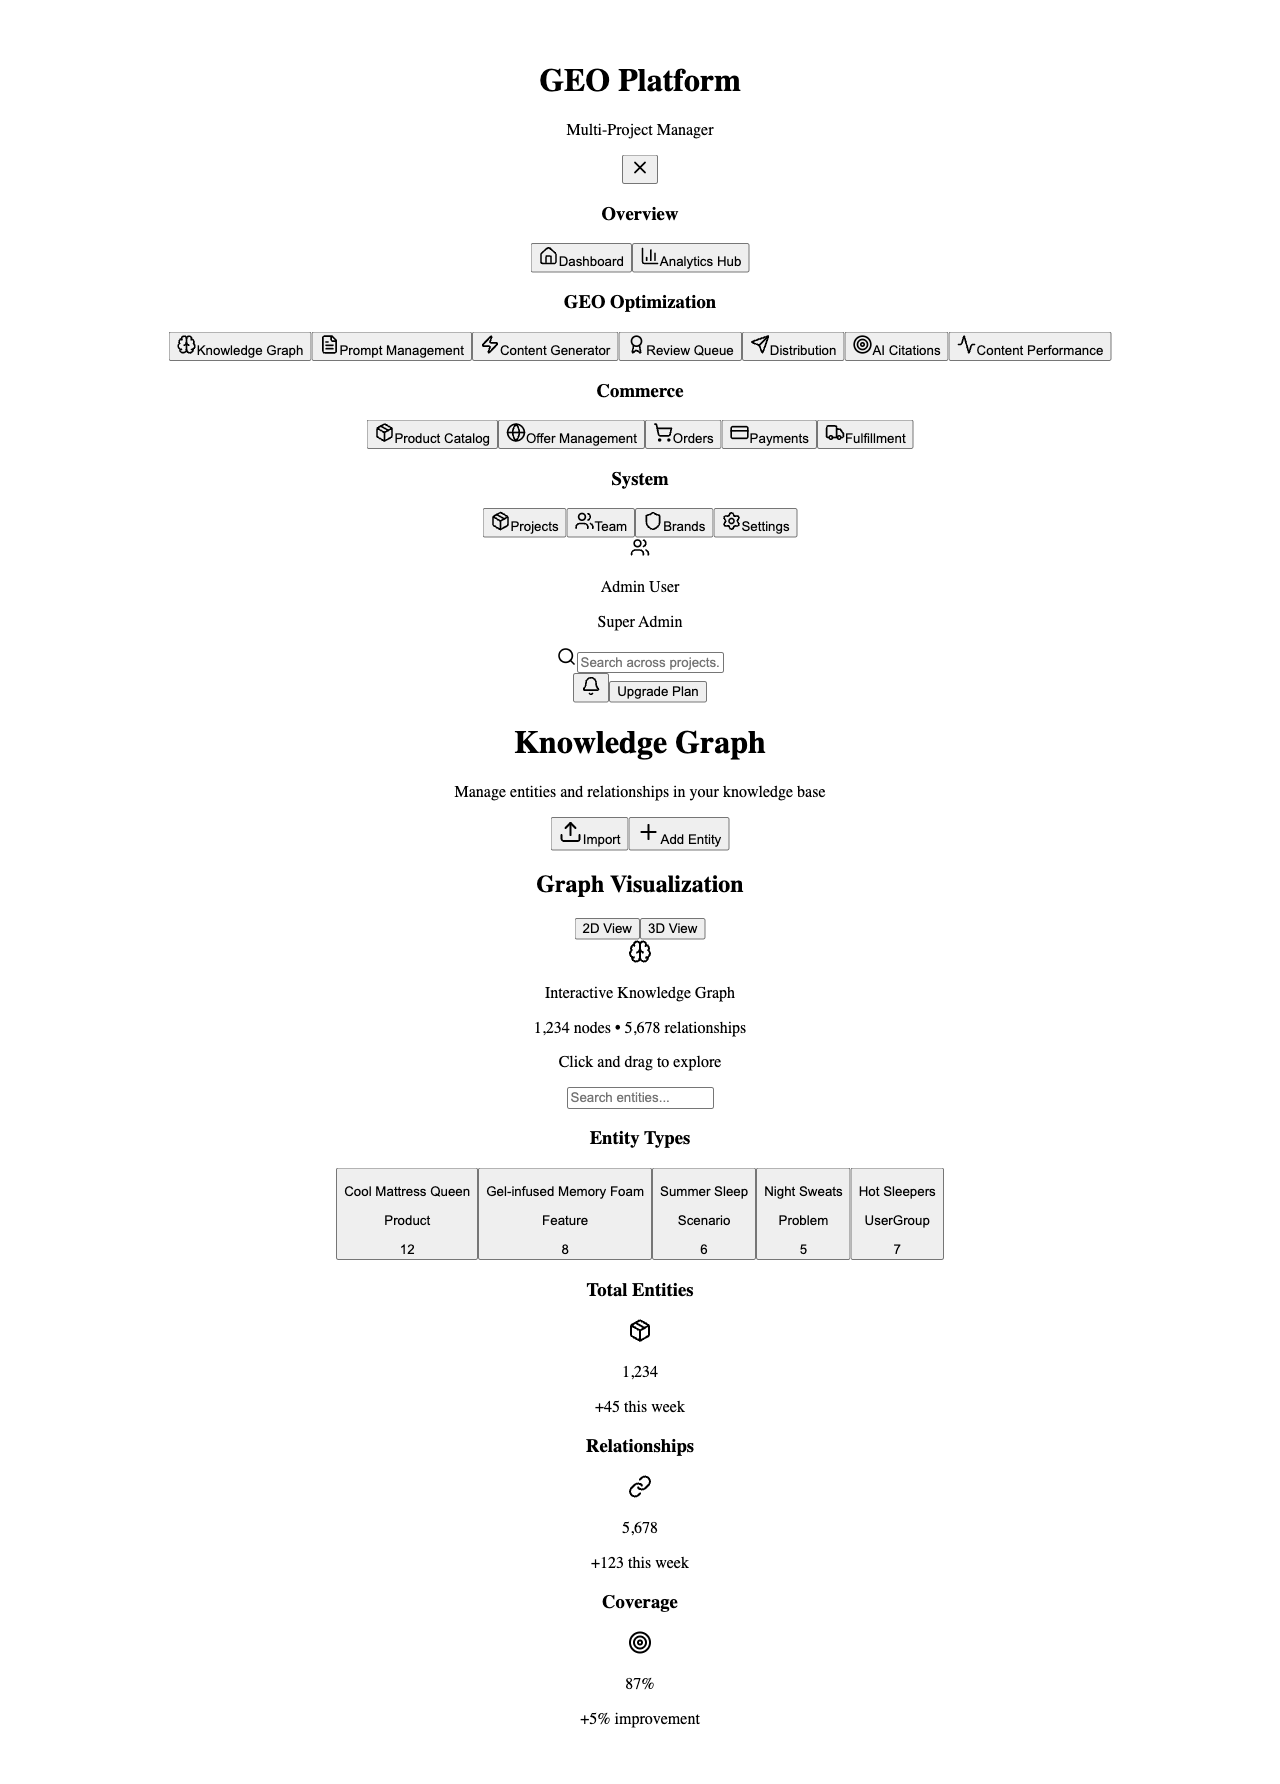 GEO Platform
Multi-Project Manager
Overview
Dashboard Analytics Hub
GEO Optimization
Knowledge Graph Prompt Management Content Generator Review Queue Distribution AI Citations Content Performance
Commerce
Product Catalog Offer Management Orders Payments Fulfillment
System
Projects Team Brands Settings
Admin User
Super Admin
Search across projects.
Upgrade Plan
Knowledge Graph
Manage entities and relationships in your knowledge base
Import Add Entity
Graph Visualization
2D View 3D View
Interactive Knowledge Graph
1,234 nodes • 5,678 relationships
Click and drag to explore
Search entities...
Entity Types
Cool Mattress Queen Gel-infused Memory Foam Summer Sleep Night Sweats Hot Sleepers
Product Feature Scenario Problem UserGroup
12 8 6 5 7
Total Entities
1,234
+45 this week
Relationships
5,678
+123 this week
Coverage
87%
+5% improvement